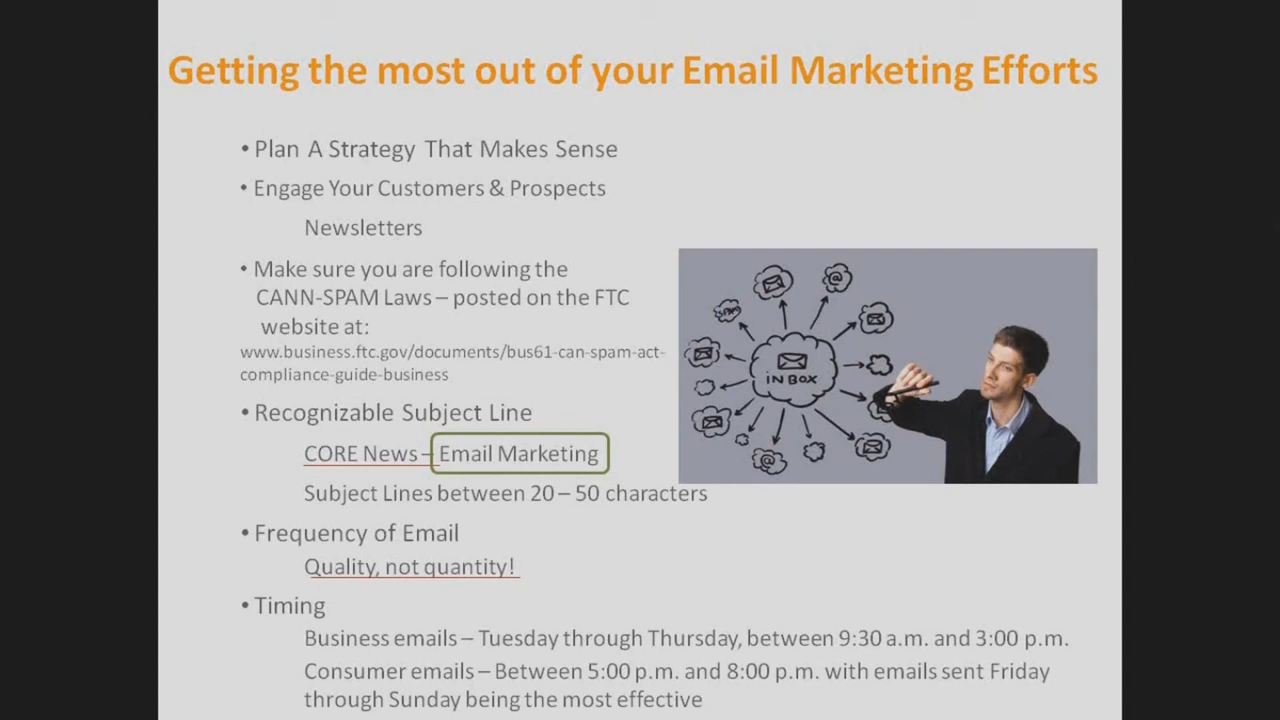 Getting the most out of your Email Marketing Efforts
• Plan A Strategy That Makes Sense
• Engage Your Customers & Prospects
Newsletters
• Make sure you are following the
CANN-SPAM Laws – posted on the FTC
website at:
www.business.ftc.gov/documents/bus61-can-spam-act-
compliance-guide-business
• Recognizable Subject Line
CORE News – Email Marketing
Subject Lines between 20 – 50 characters
• Frequency of Email
Quality, not quantity!
• Timing
Business emails – Tuesday through Thursday, between 9:30 a.m. and 3:00 p.m.
Consumer emails – Between 5:00 p.m. and 8:00 p.m. with emails sent Friday
through Sunday being the most effective
@
SPAM
INBOX
@